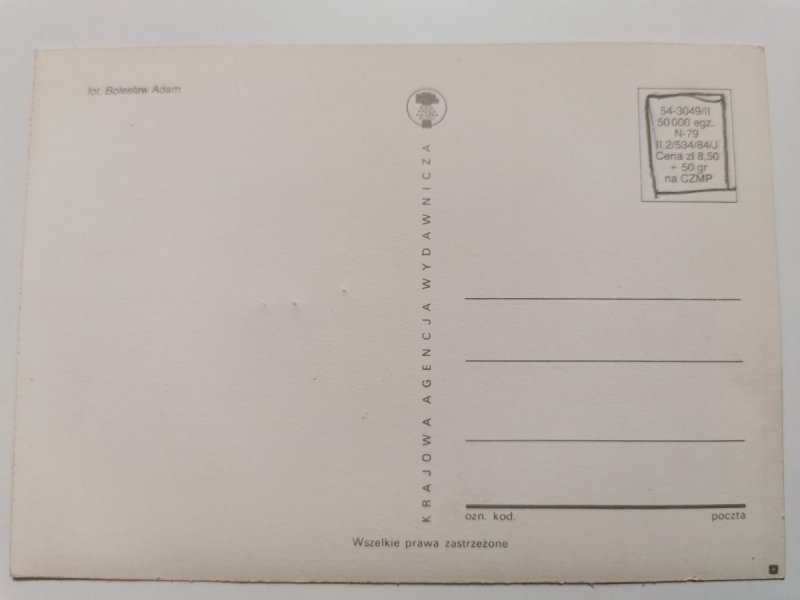 fot. Bolesław Adam
KRAJOWA AGENCJA WYDAWNICZA
54-3049/II
50 000 egz.
N-79
II.2/534/84/J
Cena zł 8,50
+ 50 gr
na CZMP
ozn. kod.
poczta
Wszelkie prawa zastrzeżone